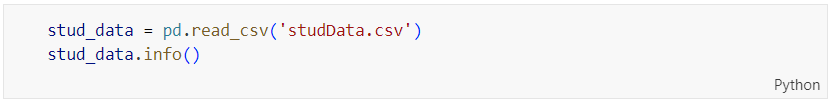 stud_data = pd.read_csv('studData.csv')
stud_data.info()
Python